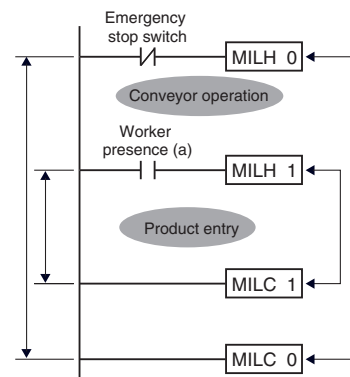 Emergency
stop switch
MILH 0
Conveyor operation
Worker
presence (a)
MILH 1
Product entry
MILC 1
MILC 0